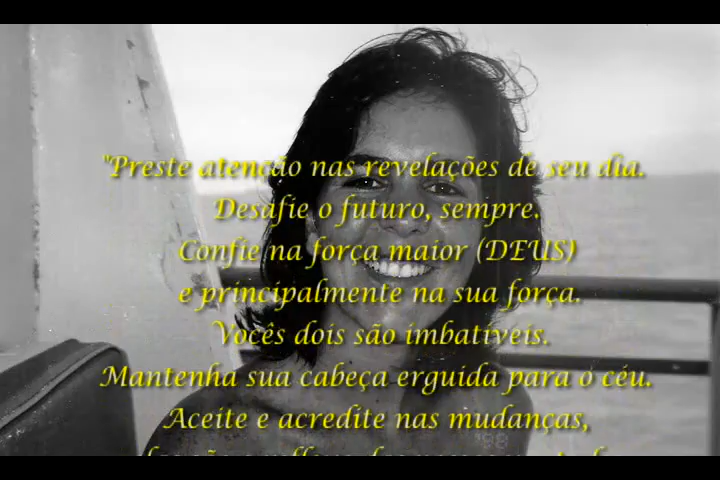 "Preste atenção nas revelações de seu dia.
Desafie o futuro, sempre.
Confie na força maior (DEUS)
e principalmente na sua força.
Vocês dois são imbatíveis.
Mantenha sua cabeça erguida para o céu.
Aceite e acredite nas mudanças,
'88